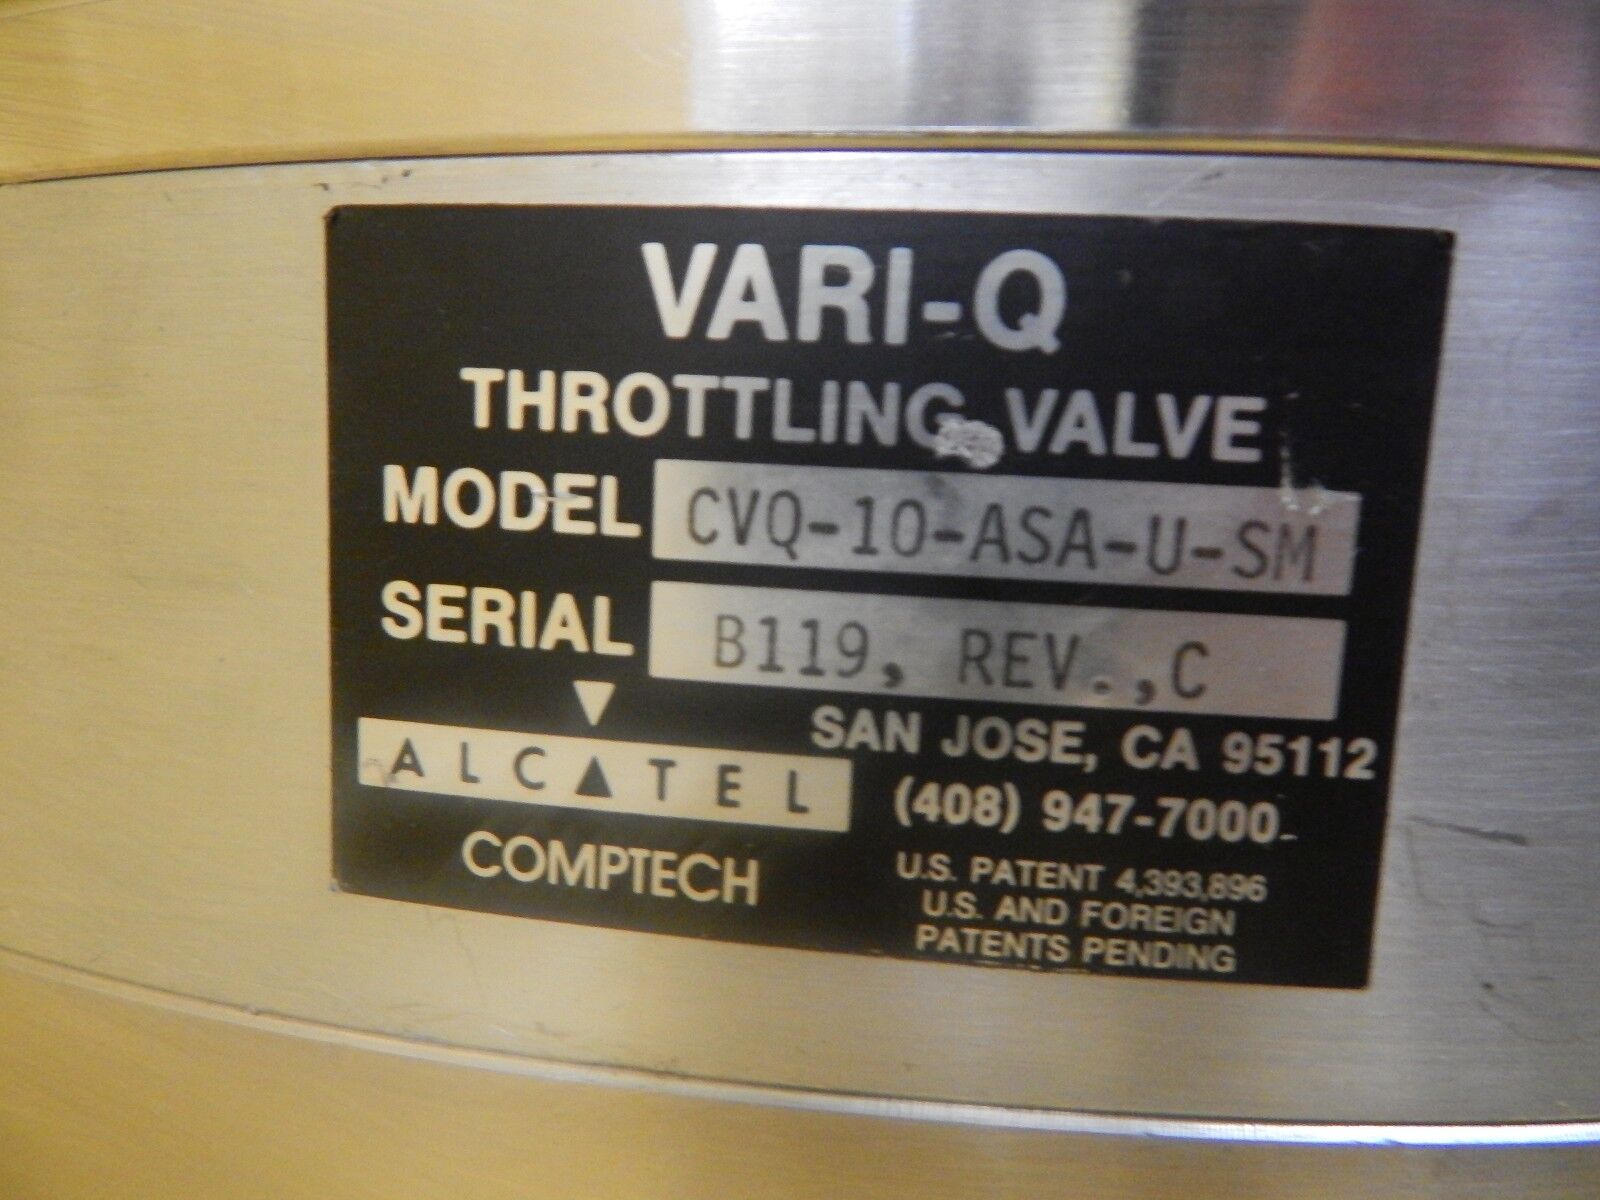 VARI-Q
THROTTLING VALVE
MODEL CVQ-10-ASA-U-SM
SERIAL B119, REV.,C
ALCATEL
COMPTECH
SAN JOSE, CA 95112
(408) 947-7000
U.S. PATENT 4,393,896
U.S. AND FOREIGN
PATENTS PENDING